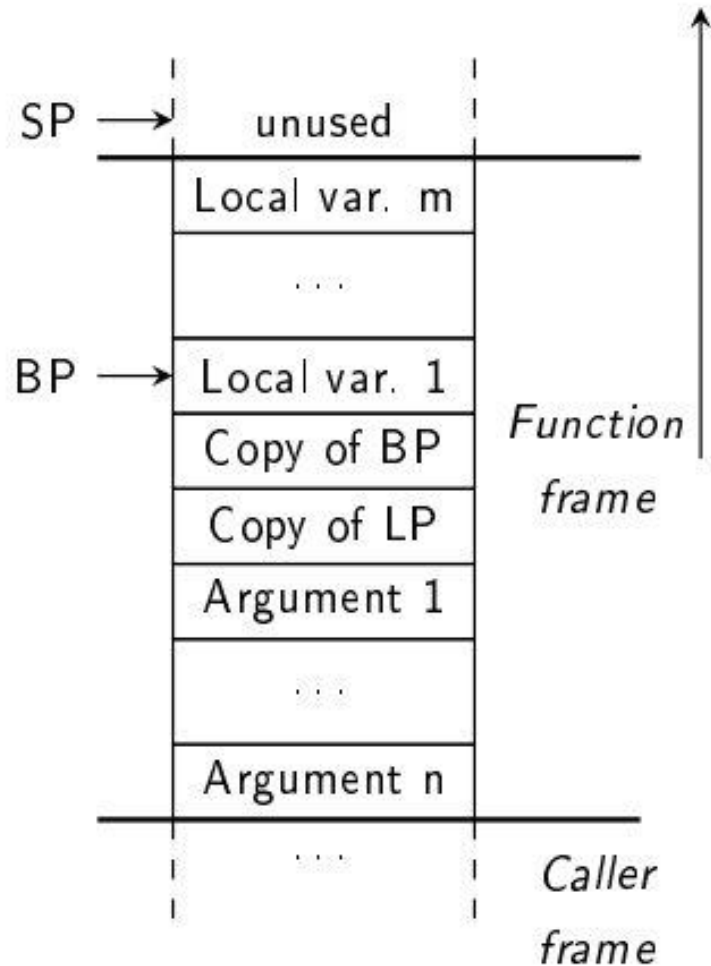 SP unused
Local var. m
. . .
BP Local var. 1
Copy of BP
Function
frame
Copy of LP
Argument 1
. . .
Argument n
. . .
Caller
frame